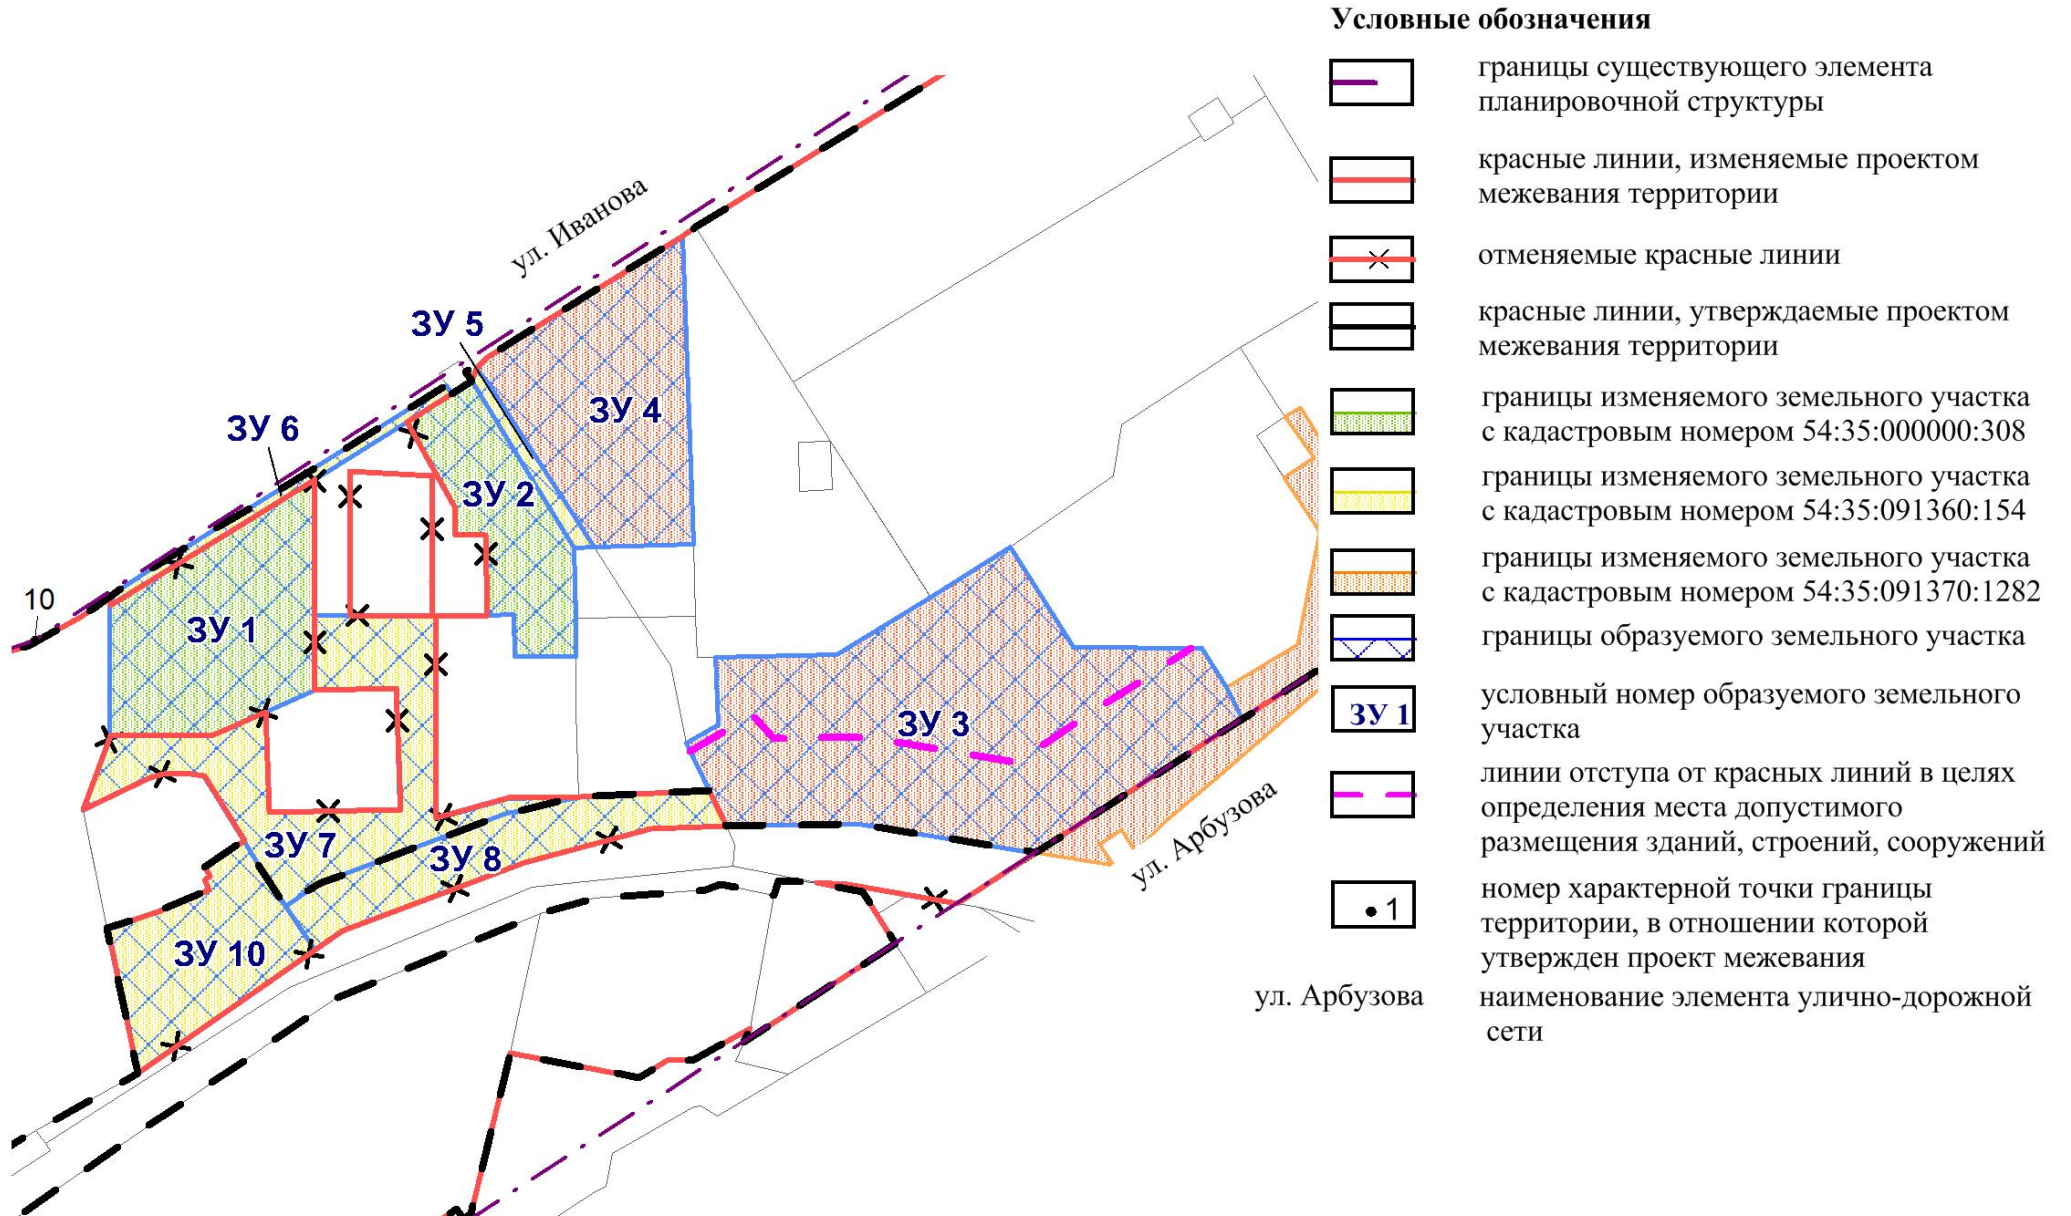 ул. Иванова
ЗУ 5
ЗУ 4
ЗУ 6
ЗУ 2
10
ЗУ 1
ЗУ 3
ЗУ 7
ЗУ 8
ул. Арбузова
ЗУ 10
Условные обозначения
границы существующего элемента
планировочной структуры
красные линии, изменяемые проектом
межевания территории
отменяемые красные линии
красные линии, утверждаемые проектом
межевания территории
границы изменяемого земельного участка
с кадастровым номером 54:35:000000:308
границы изменяемого земельного участка
с кадастровым номером 54:35:091360:154
границы изменяемого земельного участка
с кадастровым номером 54:35:091370:1282
границы образуемого земельного участка
ЗУ 1
условный номер образуемого земельного
участка
линии отступа от красных линий в целях
определения места допустимого
размещения зданий, строений, сооружений
1
номер характерной точки границы
территории, в отношении которой
утвержден проект межевания
ул. Арбузова
наименование элемента улично-дорожной
сети